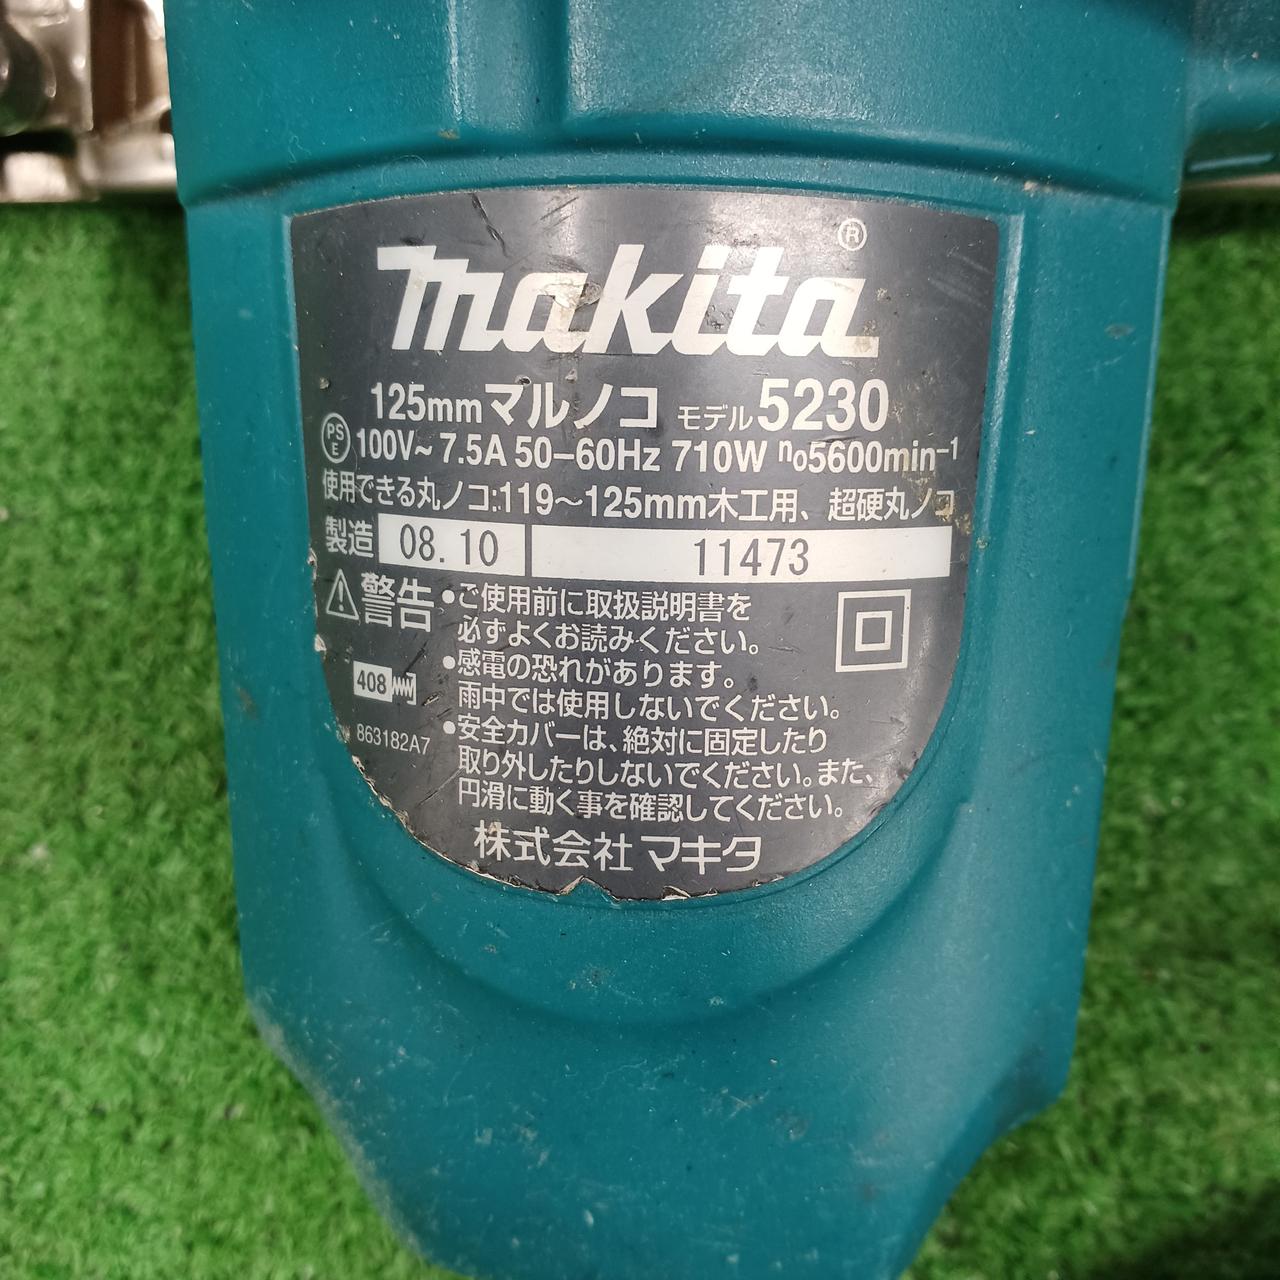 makita®
125mmマルノコ モデル5230
PS E 100V~ 7.5A 50-60Hz 710W n₀5600min⁻¹
使用できる丸ノコ:119~125mm木工用、超硬丸ノコ
製造 08.10 11473
⚠警告 •ご使用前に取扱説明書を
必ずよくお読みください。
•感電の恐れがあります。
雨中では使用しないでください。
408
•安全カバーは、絶対に固定したり
863182A7
取り外したりしないでください。また、
円滑に動く事を確認してください。
株式会社マキタ